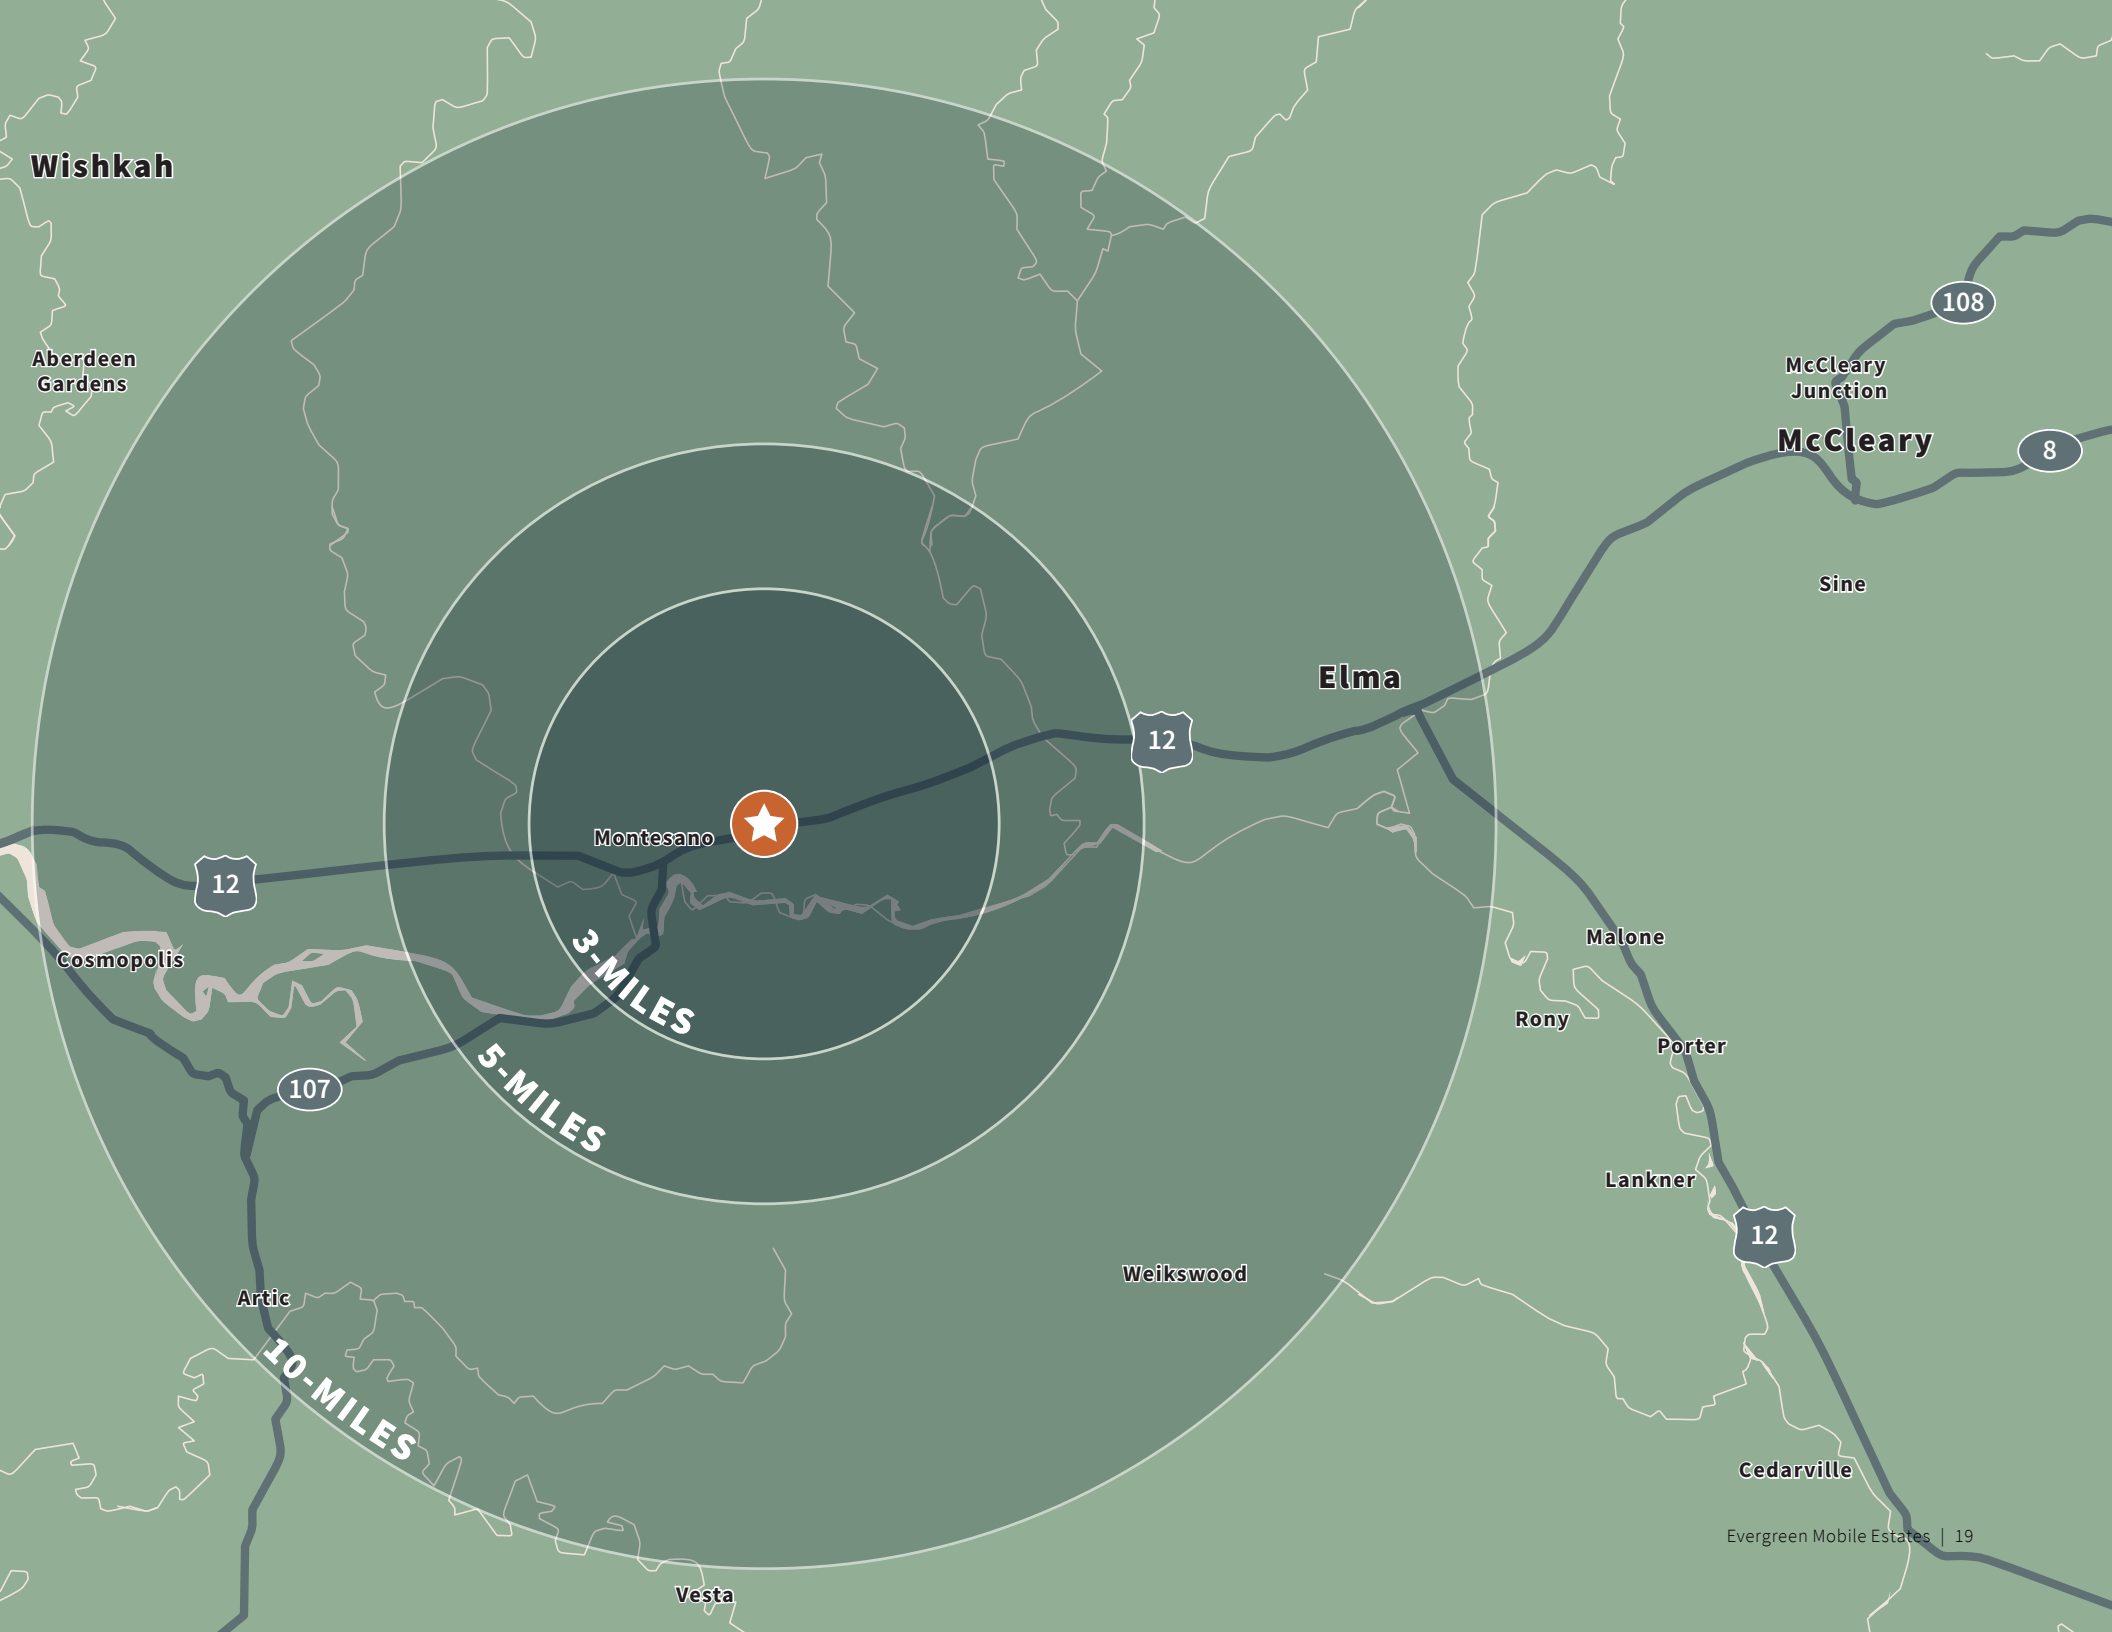 Wishkah
108
Aberdeen
Gardens
McCleary
Junction
McCleary
8
Sine
Elma
12
Montesano
12
Cosmopolis
3-MILES
Malone
Rony
Porter
5-MILES
107
Lankner
12
Weikswood
Artic
10-MILES
Cedarville
Evergreen Mobile Estates | 19
Vesta